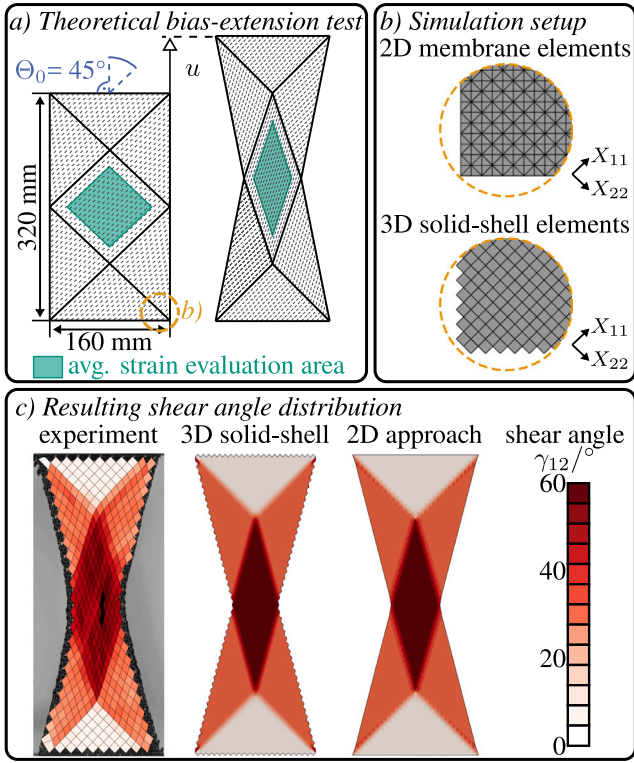 a) Theoretical bias-extension test
Θ₀= 45°
u
320 mm
160 mm
b)
avg. strain evaluation area
b) Simulation setup
2D membrane elements
X₁₁
X₂₂
3D solid-shell elements
X₁₁
X₂₂
c) Resulting shear angle distribution
experiment
3D solid-shell
2D approach
shear angle
γ₁₂/°
60
40
20
0